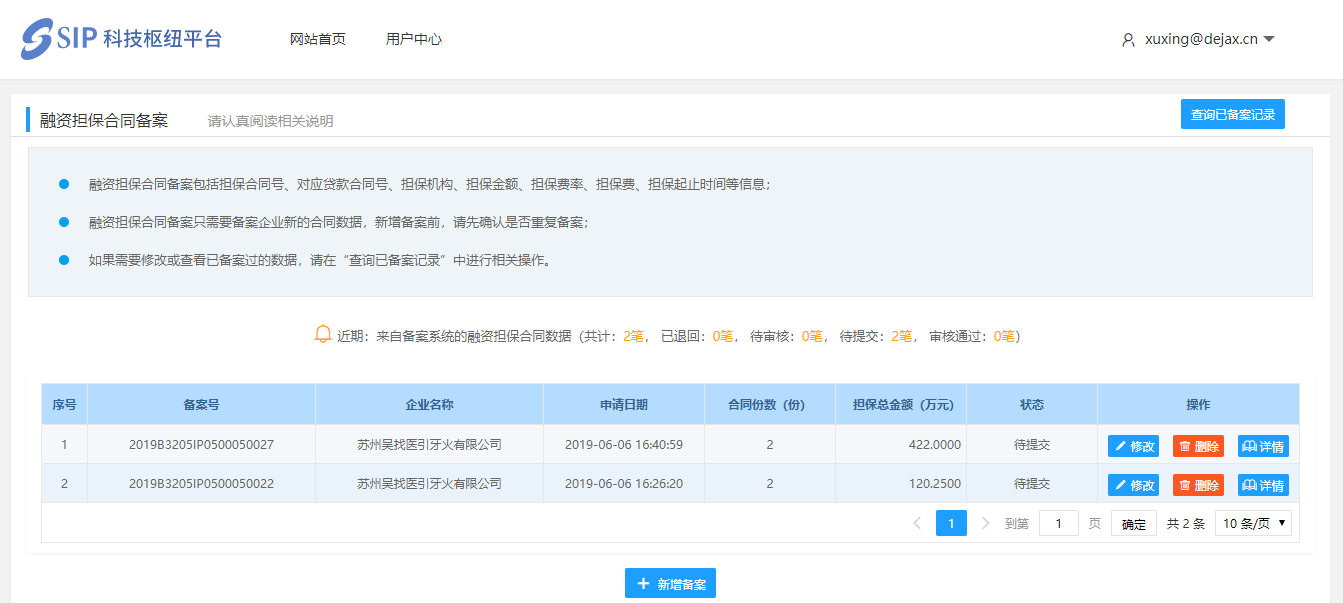 SIP 科技枢纽平台 网站首页 用户中心 xuxing@dejax.cn
融资担保合同备案 请认真阅读相关说明 查询已备案记录
融资担保合同备案包括担保合同号、对应贷款合同号、担保机构、担保金额、担保费率、担保费、担保起止时间等信息；
融资担保合同备案只需要备案企业新的合同数据，新增备案前，请先确认是否重复备案；
如果需要修改或查看已备案过的数据，请在“查询已备案记录”中进行相关操作。
近期：来自备案系统的融资担保合同数据（共计：2笔， 已退回：0笔， 待审核：0笔， 待提交：2笔， 审核通过：0笔）
序号 备案号 企业名称 申请日期 合同份数（份） 担保总金额（万元） 状态 操作
1 2019B3205IP0500050027 苏州吴找医引牙火有限公司 2019-06-06 16:40:59 2 422.0000 待提交 修改 删除 详情
2 2019B3205IP0500050022 苏州吴找医引牙火有限公司 2019-06-06 16:26:20 2 120.2500 待提交 修改 删除 详情
1 到第 1 页 确定 共 2 条 10 条/页
新增备案